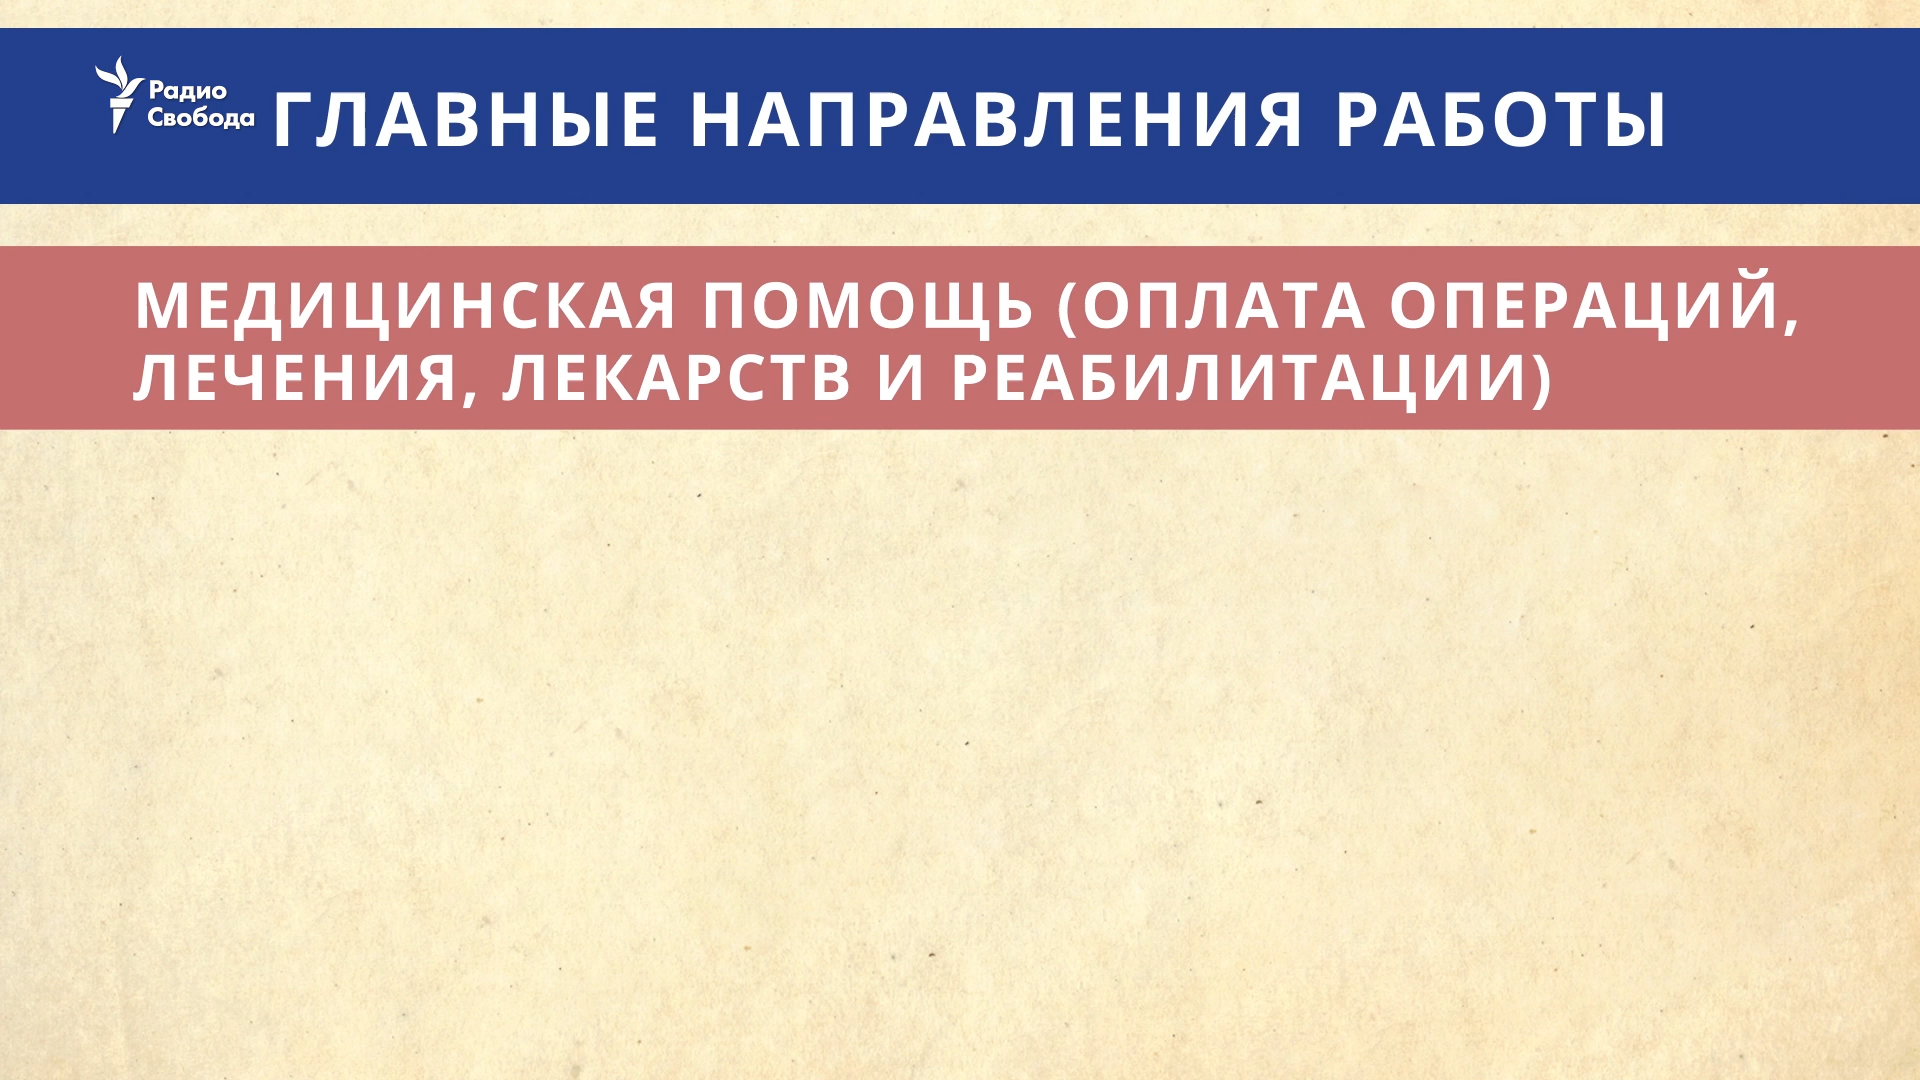 Радио
Свобода
ГЛАВНЫЕ НАПРАВЛЕНИЯ РАБОТЫ
МЕДИЦИНСКАЯ ПОМОЩЬ (ОПЛАТА ОПЕРАЦИЙ,
ЛЕЧЕНИЯ, ЛЕКАРСТВ И РЕАБИЛИТАЦИИ)